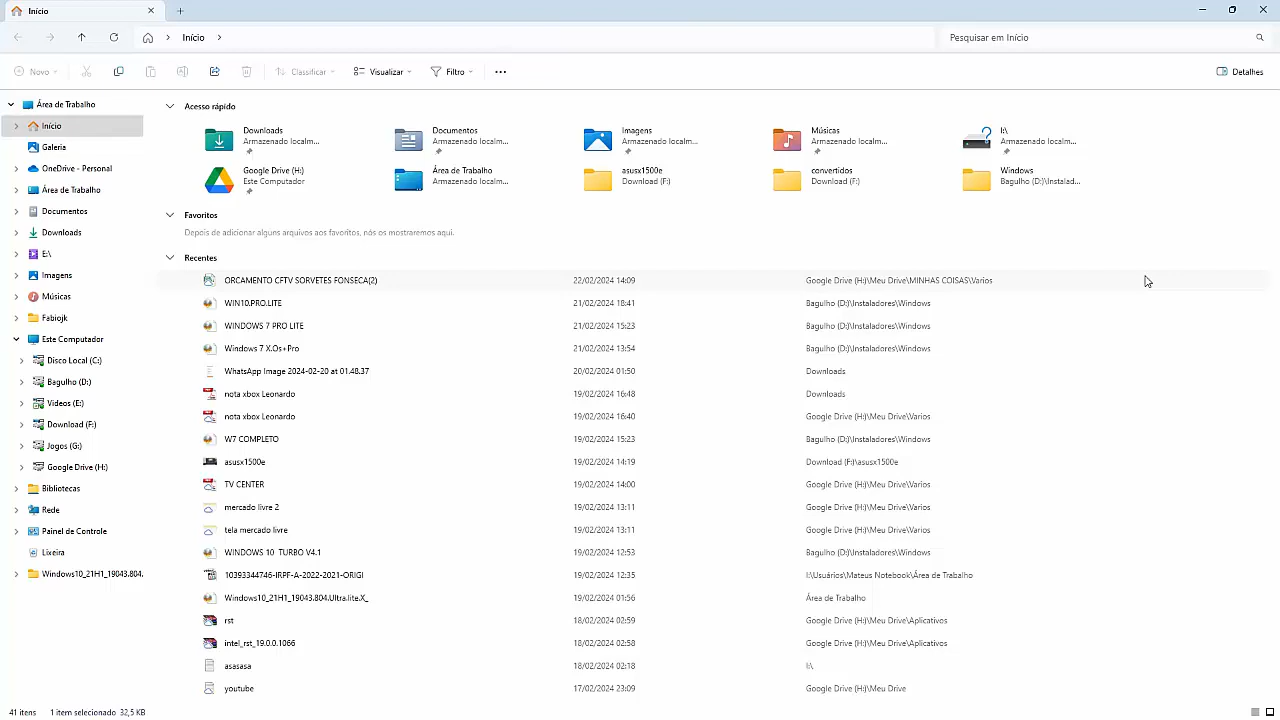 Início
Início
Pesquisar em Início
Novo
Classificar
Visualizar
Filtro
Detalhes
Área de Trabalho
Início
Galeria
OneDrive - Personal
Área de Trabalho
Documentos
Downloads
E:\
Imagens
Músicas
Fabiojk
Este Computador
Disco Local (C:)
Bagulho (D:)
Videos (E:)
Download (F:)
Jogos (G:)
Google Drive (H:)
Bibliotecas
Rede
Painel de Controle
Lixeira
Windows10_21H1_19043.804.
Acesso rápido
Downloads
Armazenado localm...
Documentos
Armazenado localm...
Imagens
Armazenado localm...
Músicas
Armazenado localm...
I:\
Armazenado localm...
Google Drive (H:)
Este Computador
Área de Trabalho
Armazenado localm...
asusx1500e
Download (F:)
convertidos
Download (F:)
Windows
Bagulho (D:)\Instalad...
Favoritos
Depois de adicionar alguns arquivos aos favoritos, nós os mostraremos aqui.
Recentes
ORCAMENTO CFTV SORVETES FONSECA(2) 22/02/2024 14:09 Google Drive (H:)\Meu Drive\MINHAS COISAS\Varios
WIN10.PRO.LITE 21/02/2024 18:41 Bagulho (D:)\Instaladores\Windows
WINDOWS 7 PRO LITE 21/02/2024 15:23 Bagulho (D:)\Instaladores\Windows
Windows 7 X.Os+Pro 21/02/2024 13:54 Bagulho (D:)\Instaladores\Windows
WhatsApp Image 2024-02-20 at 01.48.37 20/02/2024 01:50 Downloads
nota xbox Leonardo 19/02/2024 16:48 Downloads
nota xbox Leonardo 19/02/2024 16:40 Google Drive (H:)\Meu Drive\Varios
W7 COMPLETO 19/02/2024 15:23 Bagulho (D:)\Instaladores\Windows
asusx1500e 19/02/2024 14:19 Download (F:)\asusx1500e
TV CENTER 19/02/2024 14:00 Google Drive (H:)\Meu Drive\Varios
mercado livre 2 19/02/2024 13:11 Google Drive (H:)\Meu Drive\Varios
tela mercado livre 19/02/2024 13:11 Google Drive (H:)\Meu Drive\Varios
WINDOWS 10 TURBO V4.1 19/02/2024 12:53 Bagulho (D:)\Instaladores\Windows
10393344746-IRPF-A-2022-2021-ORIGI 19/02/2024 12:35 I:\Usuários\Mateus Notebook\Área de Trabalho
Windows10_21H1_19043.804.Ultra.lite.X_ 19/02/2024 01:56 Área de Trabalho
rst 18/02/2024 02:59 Google Drive (H:)\Meu Drive\Aplicativos
intel_rst_19.0.0.1066 18/02/2024 02:58 Google Drive (H:)\Meu Drive\Aplicativos
asasasa 18/02/2024 02:18 I:\
youtube 17/02/2024 23:09 Google Drive (H:)\Meu Drive
41 itens 1 item selecionado 32,5 KB